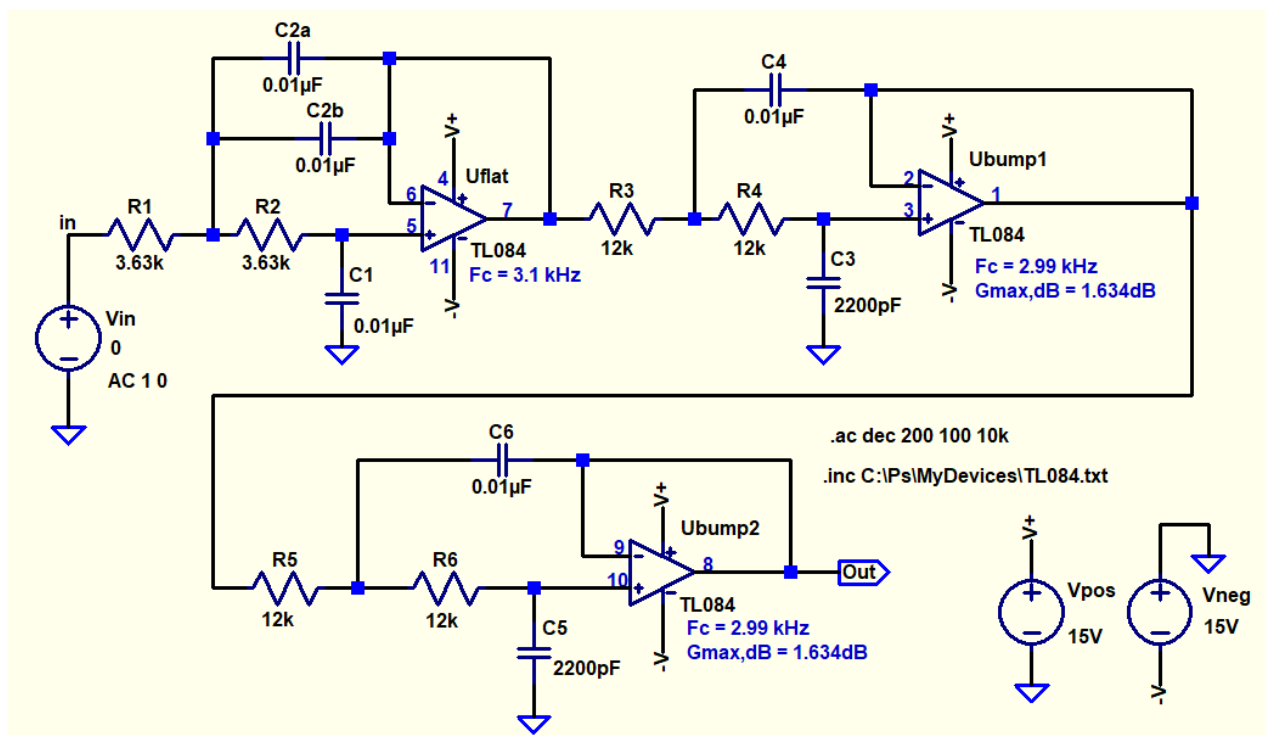 C2a
0.01µF
C2b
0.01µF
V+
4
Uflat
6
7
5
TL084
11
Fc = 3.1 kHz
-V
in
R1
3.63k
R2
3.63k
C1
0.01µF
Vin
0
AC 1 0
C4
0.01µF
V+
Ubump1
2
1
3
TL084
R3
12k
R4
12k
Fc = 2.99 kHz
Gmax,dB = 1.634dB
-V
C3
2200pF
C6
0.01µF
V+
Ubump2
9
8
10
TL084
Out
Fc = 2.99 kHz
Gmax,dB = 1.634dB
-V
R5
12k
R6
12k
C5
2200pF
.ac dec 200 100 10k
.inc C:\Ps\MyDevices\TL084.txt
V+
Vpos
15V
Vneg
15V
-V